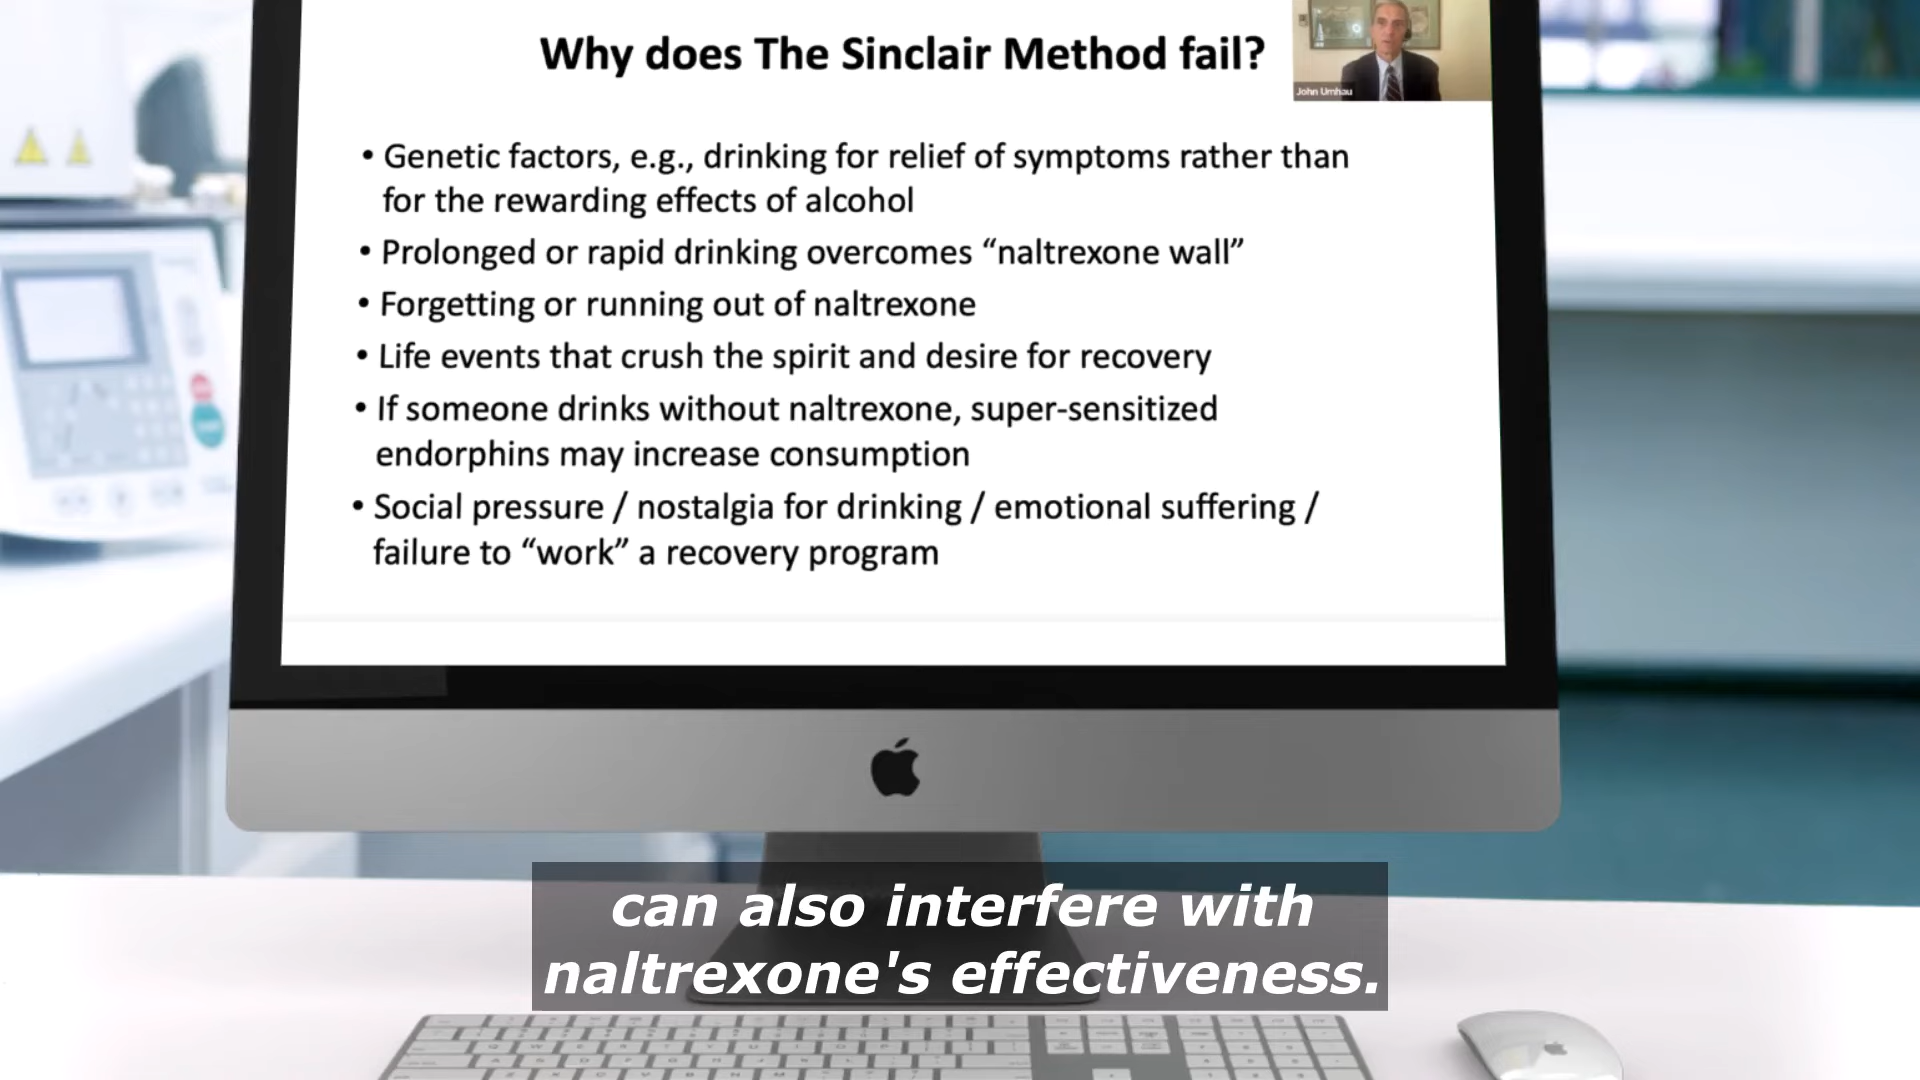 Why does The Sinclair Method fail?
John Umhau
• Genetic factors, e.g., drinking for relief of symptoms rather than
for the rewarding effects of alcohol
• Prolonged or rapid drinking overcomes “naltrexone wall”
• Forgetting or running out of naltrexone
• Life events that crush the spirit and desire for recovery
• If someone drinks without naltrexone, super-sensitized
endorphins may increase consumption
• Social pressure / nostalgia for drinking / emotional suffering /
failure to “work” a recovery program
can also interfere with
naltrexone's effectiveness.